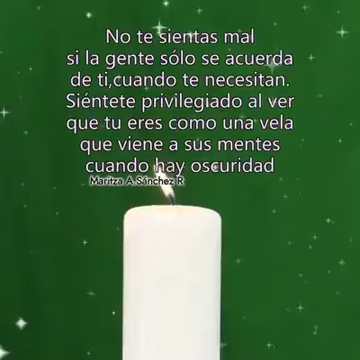 No te sientas mal
si la gente sólo se acuerda
de ti,cuando te necesitan.
Siéntete privilegiado al ver
que tu eres como una vela
que viene a sus mentes
cuando hay oscuridad
Maritza A Sánchez R